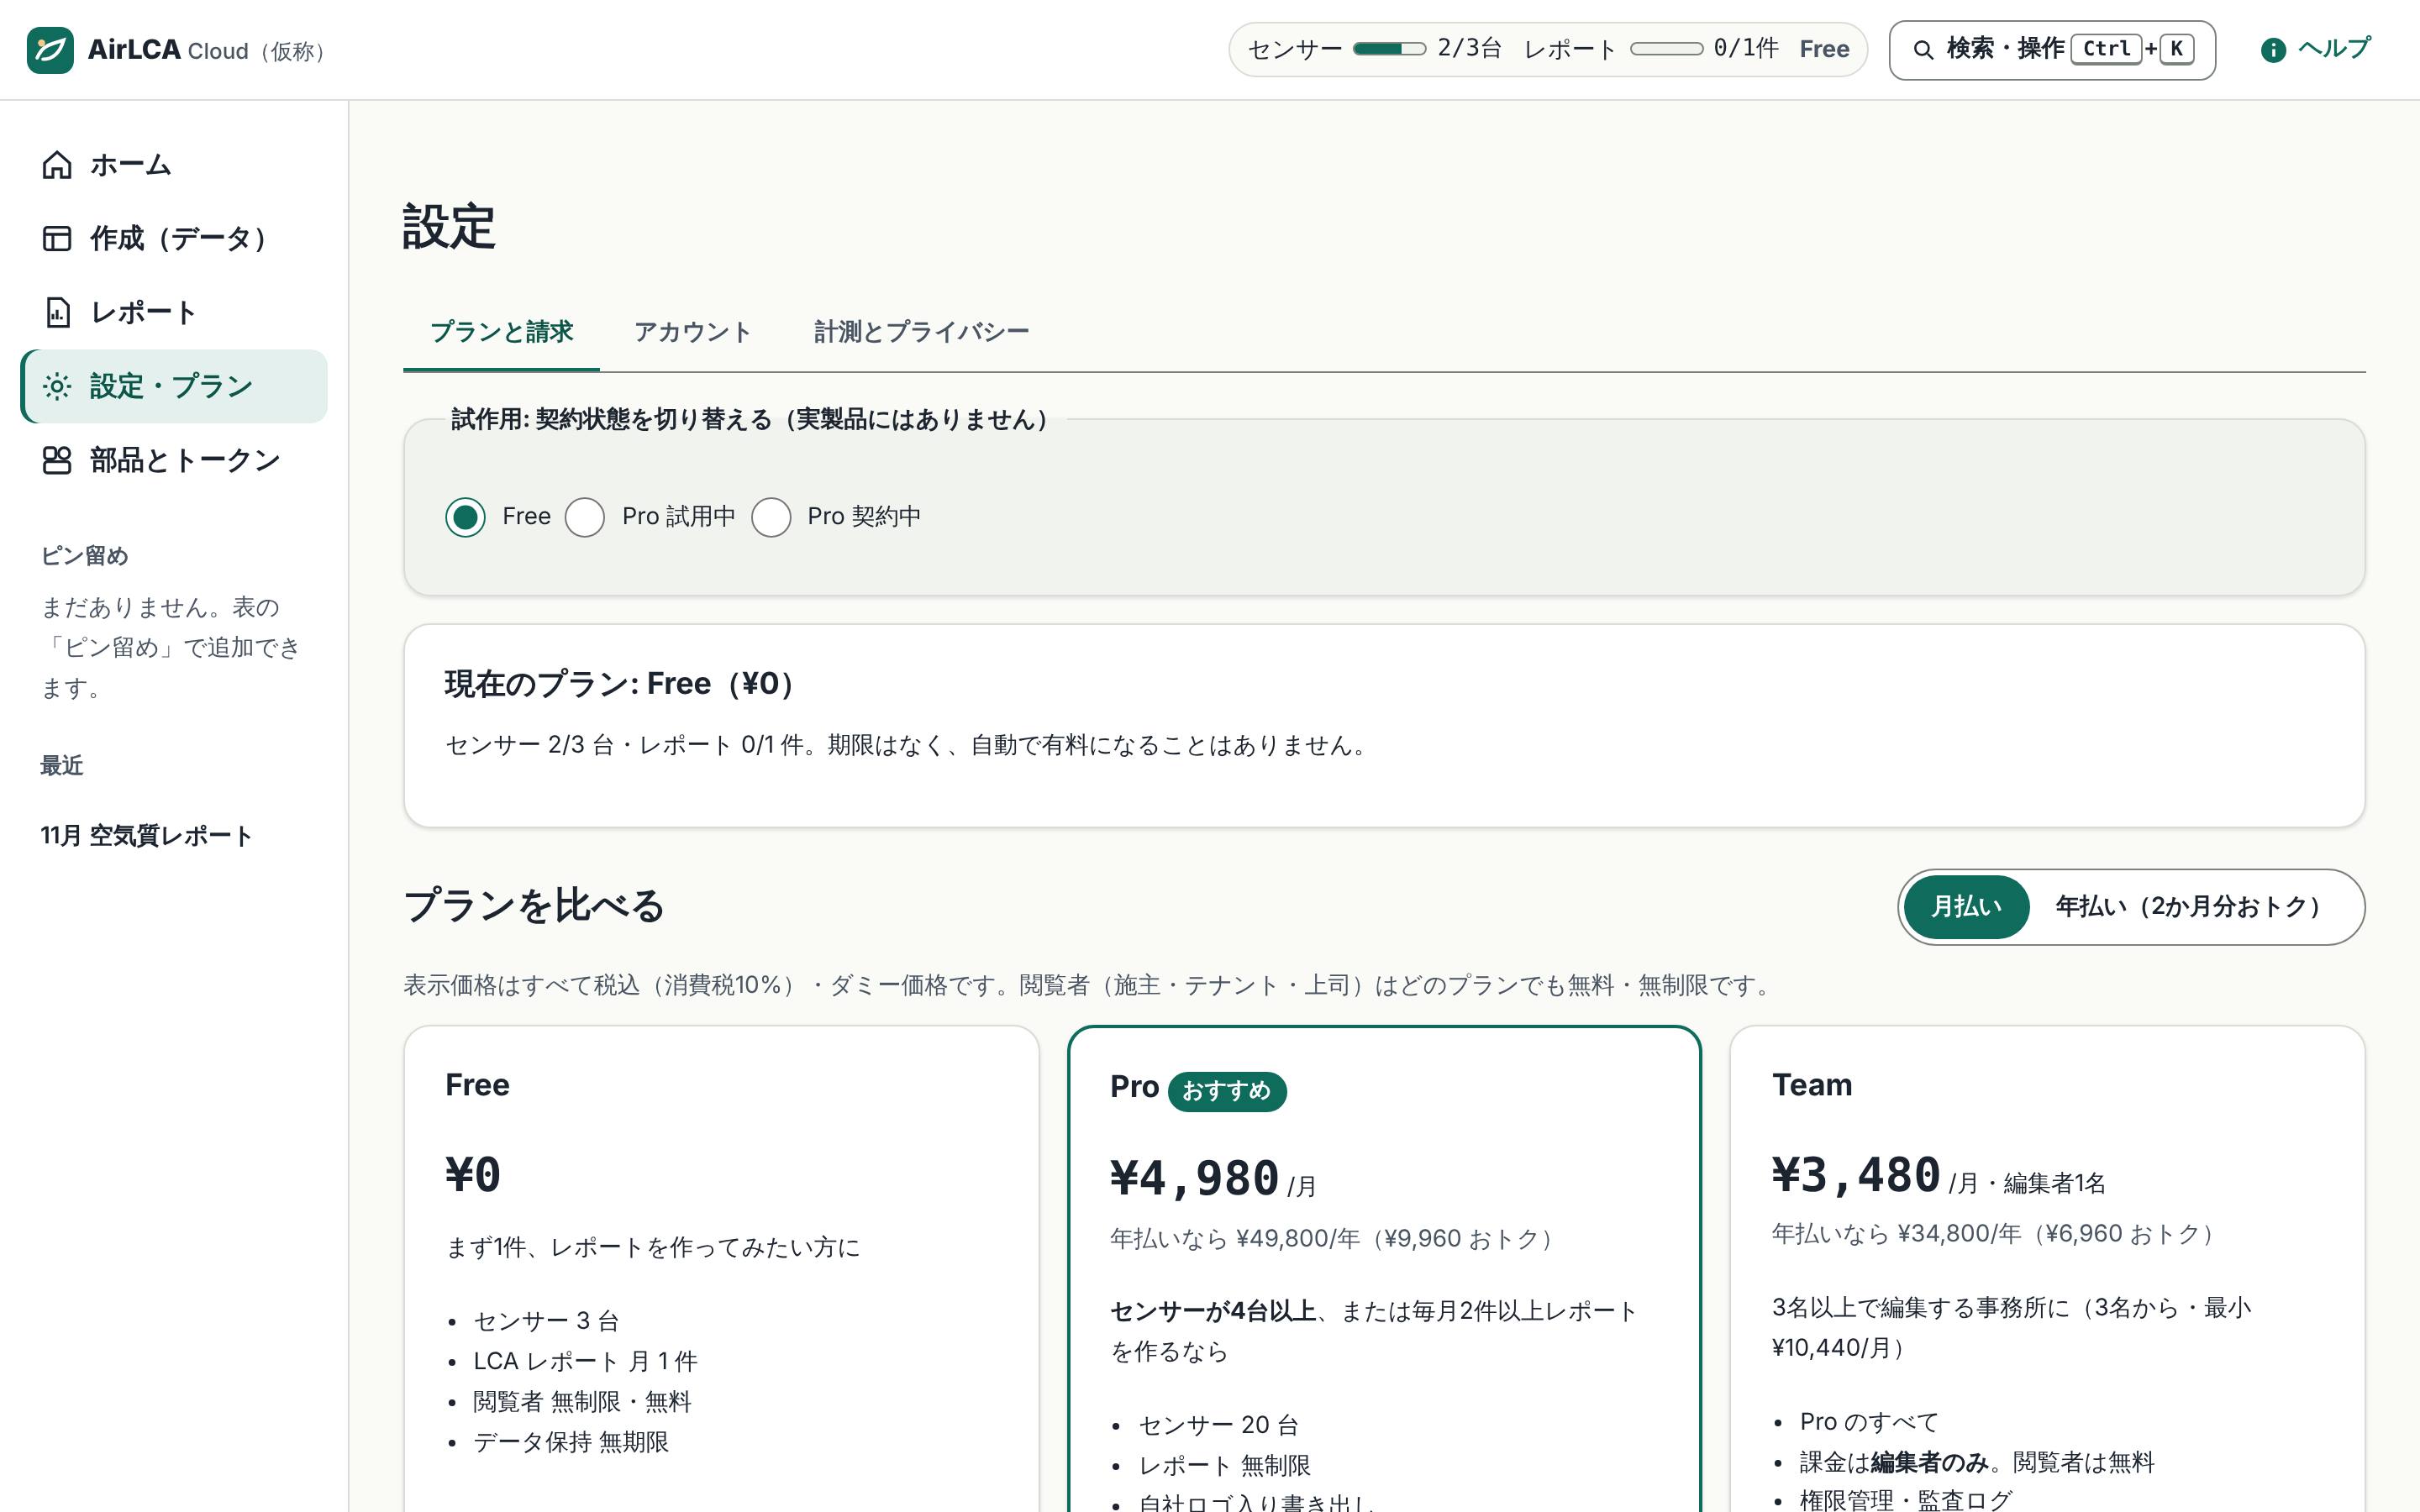 AirLCA Cloud（仮称）
センサー 2/3台 レポート 0/1件 Free
検索・操作 Ctrl + K
ヘルプ
ホーム
作成（データ）
レポート
設定・プラン
部品とトークン
ピン留め
まだありません。表の
「ピン留め」で追加でき
ます。
最近
11月 空気質レポート
設定
プランと請求 アカウント 計測とプライバシー
試作用: 契約状態を切り替える（実製品にはありません）
Free Pro 試用中 Pro 契約中
現在のプラン: Free（¥0）
センサー 2/3 台・レポート 0/1 件。期限はなく、自動で有料になることはありません。
プランを比べる
月払い 年払い（2か月分おトク）
表示価格はすべて税込（消費税10%）・ダミー価格です。閲覧者（施主・テナント・上司）はどのプランでも無料・無制限です。
Free
¥0
まず1件、レポートを作ってみたい方に
• センサー 3 台
• LCA レポート 月 1 件
• 閲覧者 無制限・無料
• データ保持 無期限
Pro おすすめ
¥4,980 /月
年払いなら ¥49,800/年（¥9,960 おトク）
センサーが4台以上、または毎月2件以上レポート
を作るなら
• センサー 20 台
• レポート 無制限
• 自社ロゴ入り書き出し
Team
¥3,480 /月・編集者1名
年払いなら ¥34,800/年（¥6,960 おトク）
3名以上で編集する事務所に（3名から・最小
¥10,440/月）
• Pro のすべて
• 課金は編集者のみ。閲覧者は無料
• 権限管理・監査ログ